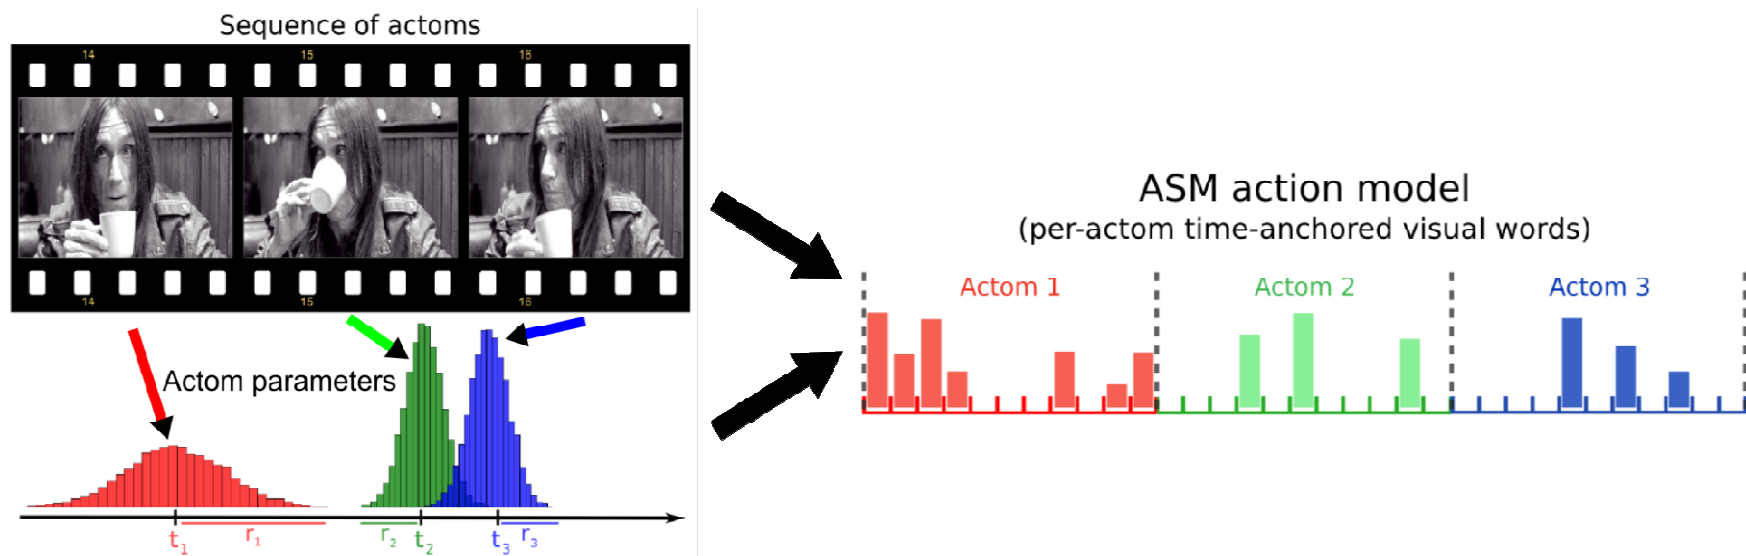 Sequence of actoms
14 15 16
14 15 16
Actom parameters
t1 r1 r2 t2 t3 r3
ASM action model
(per-actom time-anchored visual words)
Actom 1 Actom 2 Actom 3